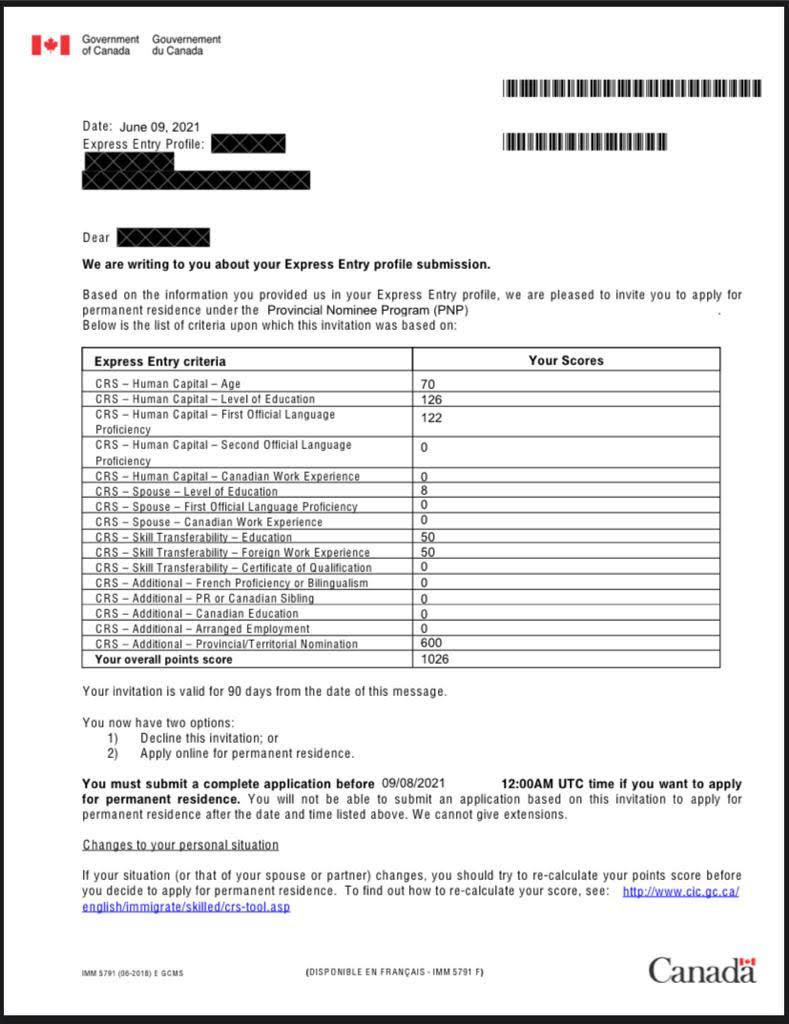 Government Gouvernement
of Canada du Canada
Date: June 09, 2021
Express Entry Profile:
Dear
We are writing to you about your Express Entry profile submission.
Based on the information you provided us in your Express Entry profile, we are pleased to invite you to apply for
permanent residence under the Provincial Nominee Program (PNP) .
Below is the list of criteria upon which this invitation was based on:
Express Entry criteria Your Scores
CRS – Human Capital – Age 70
CRS – Human Capital – Level of Education 126
CRS – Human Capital – First Official Language 122
Proficiency
CRS – Human Capital – Second Official Language 0
Proficiency
CRS – Human Capital – Canadian Work Experience 0
CRS – Spouse – Level of Education 8
CRS – Spouse – First Official Language Proficiency 0
CRS – Spouse – Canadian Work Experience 0
CRS – Skill Transferability – Education 50
CRS – Skill Transferability – Foreign Work Experience 50
CRS – Skill Transferability – Certificate of Qualification 0
CRS – Additional – French Proficiency or Bilingualism 0
CRS – Additional – PR or Canadian Sibling 0
CRS – Additional – Canadian Education 0
CRS – Additional – Arranged Employment 0
CRS – Additional – Provincial/Territorial Nomination 600
Your overall points score 1026
Your invitation is valid for 90 days from the date of this message.
You now have two options:
1) Decline this invitation; or
2) Apply online for permanent residence.
You must submit a complete application before 09/08/2021 12:00AM UTC time if you want to apply
for permanent residence. You will not be able to submit an application based on this invitation to apply for
permanent residence after the date and time listed above. We cannot give extensions.
Changes to your personal situation
If your situation (or that of your spouse or partner) changes, you should try to re-calculate your points score before
you decide to apply for permanent residence. To find out how to re-calculate your score, see: http://www.cic.gc.ca/
english/immigrate/skilled/crs-tool.asp
IMM 5791 (06-2018) E GCMS (DISPONIBLE EN FRANÇAIS - IMM 5791 F) Canada